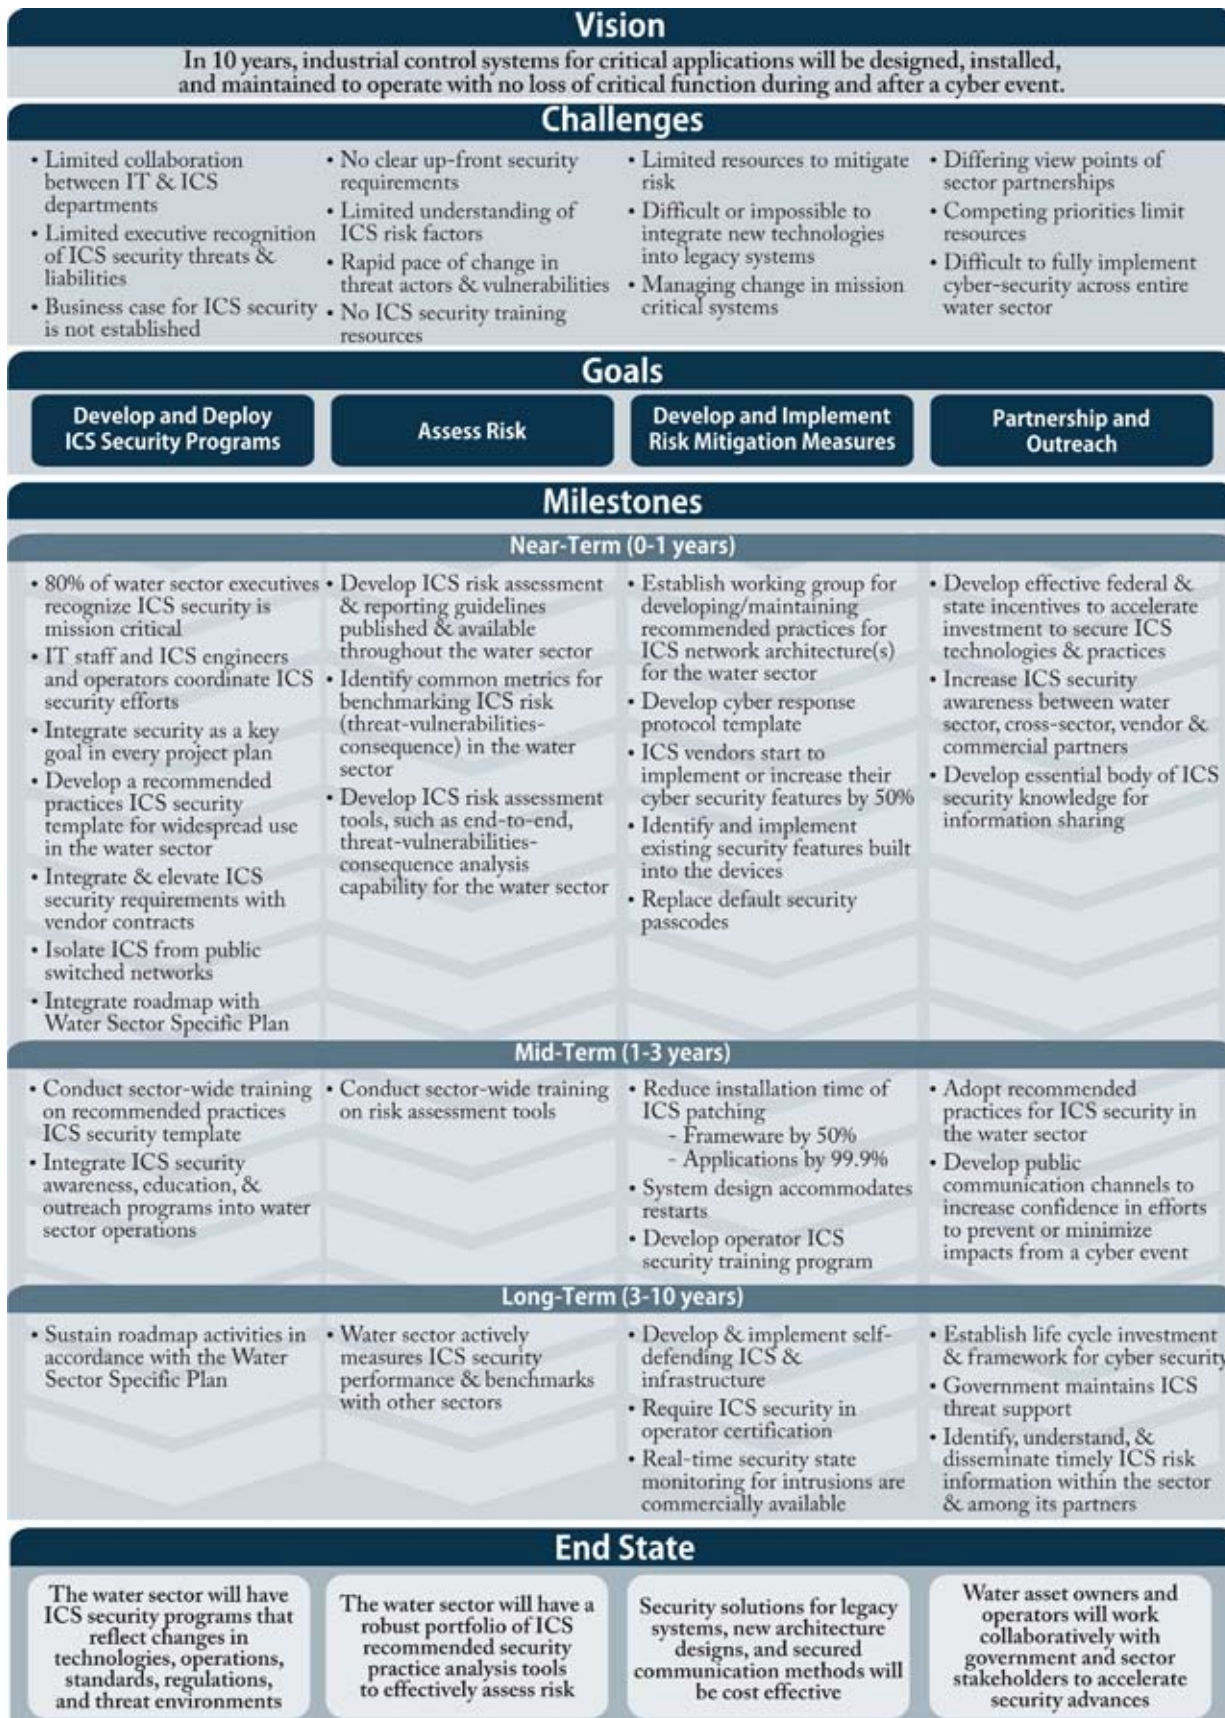 Vision
In 10 years, industrial control systems for critical applications will be designed, installed,
and maintained to operate with no loss of critical function during and after a cyber event.
Challenges
• Limited collaboration
between IT & ICS
departments
• Limited executive recognition
of ICS security threats &
liabilities
• Business case for ICS security
is not established
• No clear up-front security
requirements
• Limited understanding of
ICS risk factors
• Rapid pace of change in
threat actors & vulnerabilities
• No ICS security training
resources
• Limited resources to mitigate
risk
• Difficult or impossible to
integrate new technologies
into legacy systems
• Managing change in mission
critical systems
• Differing view points of
sector partnerships
• Competing priorities limit
resources
• Difficult to fully implement
cyber-security across entire
water sector
Goals
Develop and Deploy
ICS Security Programs
Assess Risk
Develop and Implement
Risk Mitigation Measures
Partnership and
Outreach
Milestones
Near-Term (0-1 years)
• 80% of water sector executives
recognize ICS security is
mission critical
• IT staff and ICS engineers
and operators coordinate ICS
security efforts
• Integrate security as a key
goal in every project plan
• Develop a recommended
practices ICS security
template for widespread use
in the water sector
• Integrate & elevate ICS
security requirements with
vendor contracts
• Isolate ICS from public
switched networks
• Integrate roadmap with
Water Sector Specific Plan
• Develop ICS risk assessment
& reporting guidelines
published & available
throughout the water sector
• Identify common metrics for
benchmarking ICS risk
(threat-vulnerabilities-
consequence) in the water
sector
• Develop ICS risk assessment
tools, such as end-to-end,
threat-vulnerabilities-
consequence analysis
capability for the water sector
• Establish working group for
developing/maintaining
recommended practices for
ICS network architecture(s)
for the water sector
• Develop cyber response
protocol template
• ICS vendors start to
implement or increase their
cyber security features by 50%
• Identify and implement
existing security features built
into the devices
• Replace default security
passcodes
• Develop effective federal &
state incentives to accelerate
investment to secure ICS
technologies & practices
• Increase ICS security
awareness between water
sector, cross-sector, vendor &
commercial partners
• Develop essential body of ICS
security knowledge for
information sharing
Mid-Term (1-3 years)
• Conduct sector-wide training
on recommended practices
ICS security template
• Integrate ICS security
awareness, education, &
outreach programs into water
sector operations
• Conduct sector-wide training
on risk assessment tools
• Reduce installation time of
ICS patching
- Frameware by 50%
- Applications by 99.9%
• System design accommodates
restarts
• Develop operator ICS
security training program
• Adopt recommended
practices for ICS security in
the water sector
• Develop public
communication channels to
increase confidence in efforts
to prevent or minimize
impacts from a cyber event
Long-Term (3-10 years)
• Sustain roadmap activities in
accordance with the Water
Sector Specific Plan
• Water sector actively
measures ICS security
performance & benchmarks
with other sectors
• Develop & implement self-
defending ICS &
infrastructure
• Require ICS security in
operator certification
• Real-time security state
monitoring for intrusions are
commercially available
• Establish life cycle investment
& framework for cyber security
• Government maintains ICS
threat support
• Identify, understand, &
disseminate timely ICS risk
information within the sector
& among its partners
End State
The water sector will have
ICS security programs that
reflect changes in
technologies, operations,
standards, regulations,
and threat environments
The water sector will have a
robust portfolio of ICS
recommended security
practice analysis tools
to effectively assess risk
Security solutions for legacy
systems, new architecture
designs, and secured
communication methods will
be cost effective
Water asset owners and
operators will work
collaboratively with
government and sector
stakeholders to accelerate
security advances